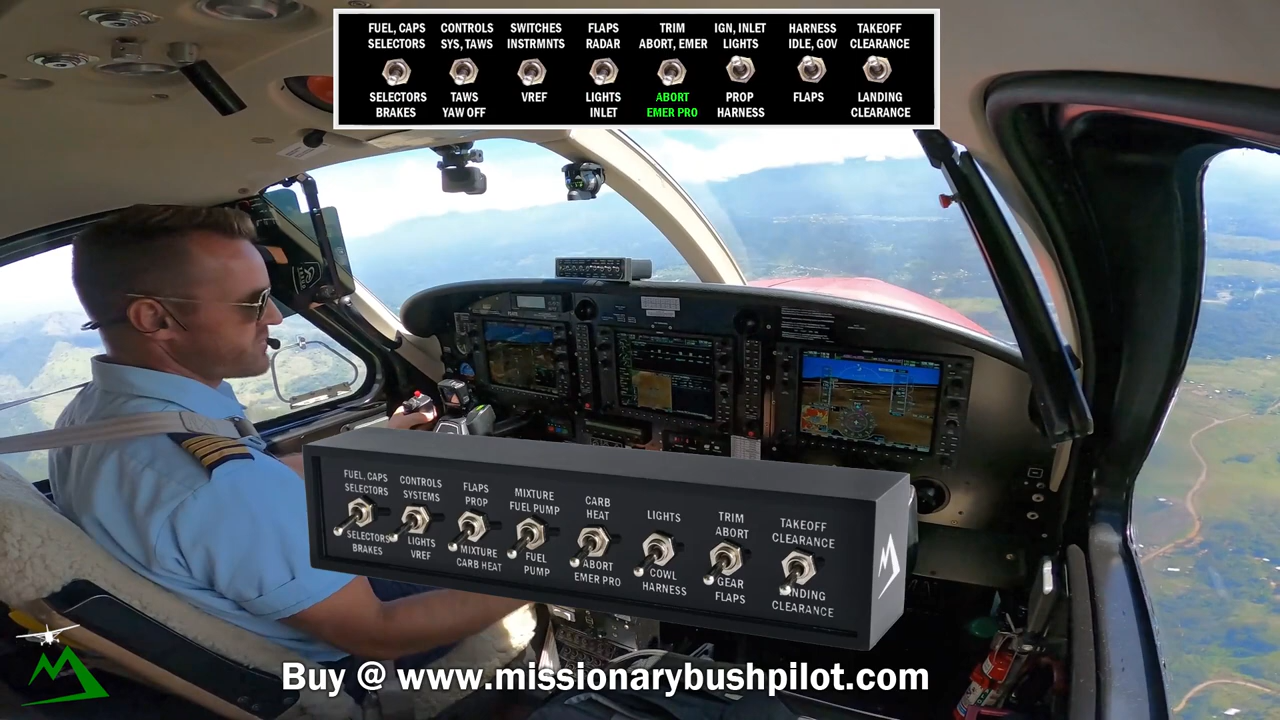 FUEL, CAPS CONTROLS SWITCHES FLAPS TRIM IGN, INLET HARNESS TAKEOFF
SELECTORS SYS, TAWS INSTRMNTS RADAR ABORT, EMER LIGHTS IDLE, GOV CLEARANCE
SELECTORS TAWS VREF LIGHTS ABORT PROP FLAPS LANDING
BRAKES YAW OFF INLET EMER PRO HARNESS CLEARANCE
FUEL, CAPS CONTROLS FLAPS MIXTURE CARB LIGHTS TRIM TAKEOFF
SELECTORS SYSTEMS PROP FUEL PUMP HEAT ABORT CLEARANCE
SELECTORS LIGHTS MIXTURE FUEL ABORT COWL GEAR LANDING
BRAKES VREF CARB HEAT PUMP EMER PRO HARNESS FLAPS CLEARANCE
Buy @ www.missionarybushpilot.com